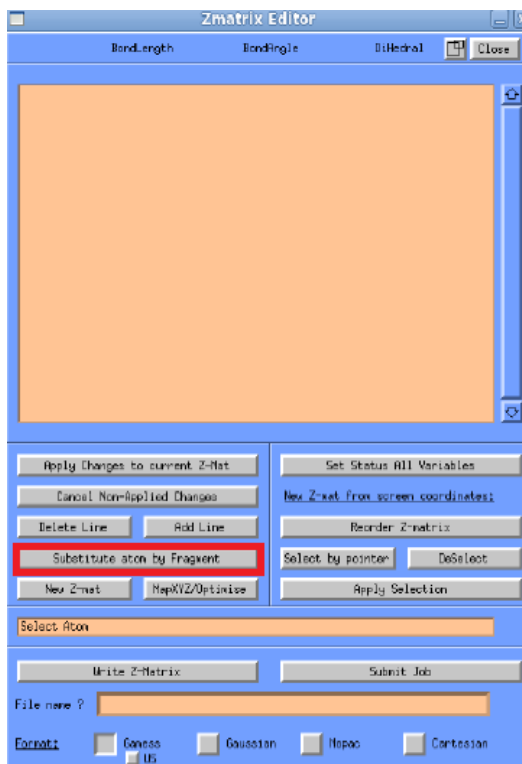 Zmatrix Editor
BondLength BondAngle DiHedral Close
Apply Changes to current Z-Mat Set Status All Variables
Cancel Non-Applied Changes New Z-mat from screen coordinates:
Delete Line Add Line Reorder Z-matrix
Substitute atom by Fragment Select by pointer DeSelect
New Z-mat MapXYZ/Optimise Apply Selection
Select Atom
Write Z-Matrix Submit Job
File name ?
Format: Gamess Gaussian Mopac Cartesian
US